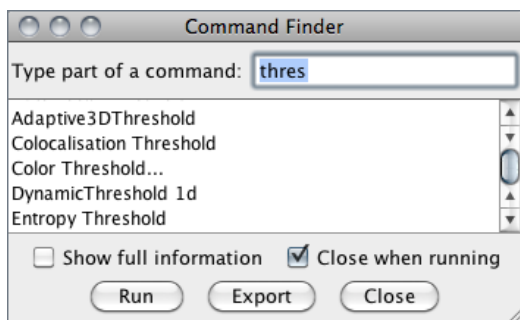 Command Finder
Type part of a command: thres
Adaptive3DThreshold
Colocalisation Threshold
Color Threshold...
DynamicThreshold 1d
Entropy Threshold
Show full information Close when running
Run Export Close